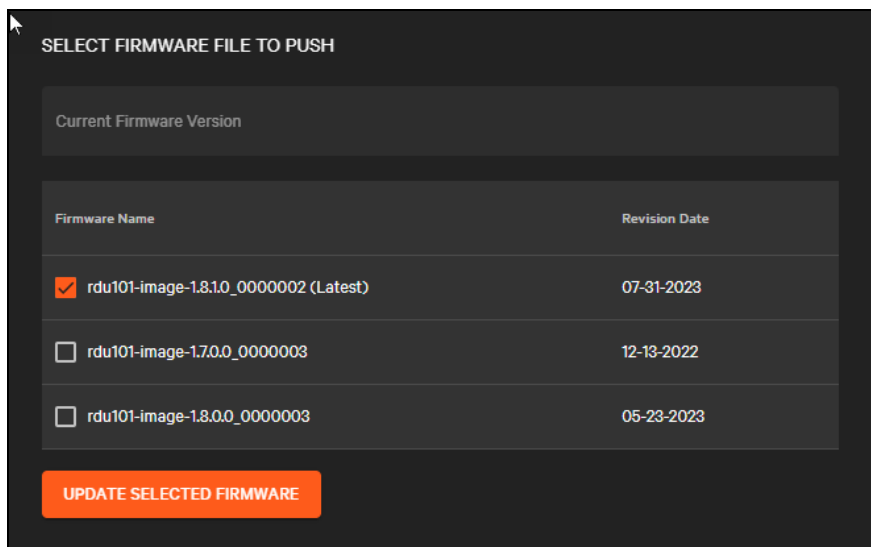 SELECT FIRMWARE FILE TO PUSH
Current Firmware Version
Firmware Name Revision Date
rdu101-image-1.8.1.0_0000002 (Latest) 07-31-2023
rdu101-image-1.7.0.0_0000003 12-13-2022
rdu101-image-1.8.0.0_0000003 05-23-2023
UPDATE SELECTED FIRMWARE